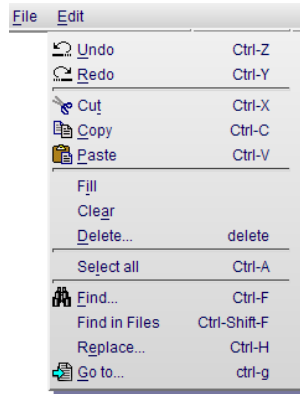 File Edit
Undo Ctrl-Z
Redo Ctrl-Y
Cut Ctrl-X
Copy Ctrl-C
Paste Ctrl-V
Fill
Clear
Delete... delete
Select all Ctrl-A
Find... Ctrl-F
Find in Files Ctrl-Shift-F
Replace... Ctrl-H
Go to... ctrl-g